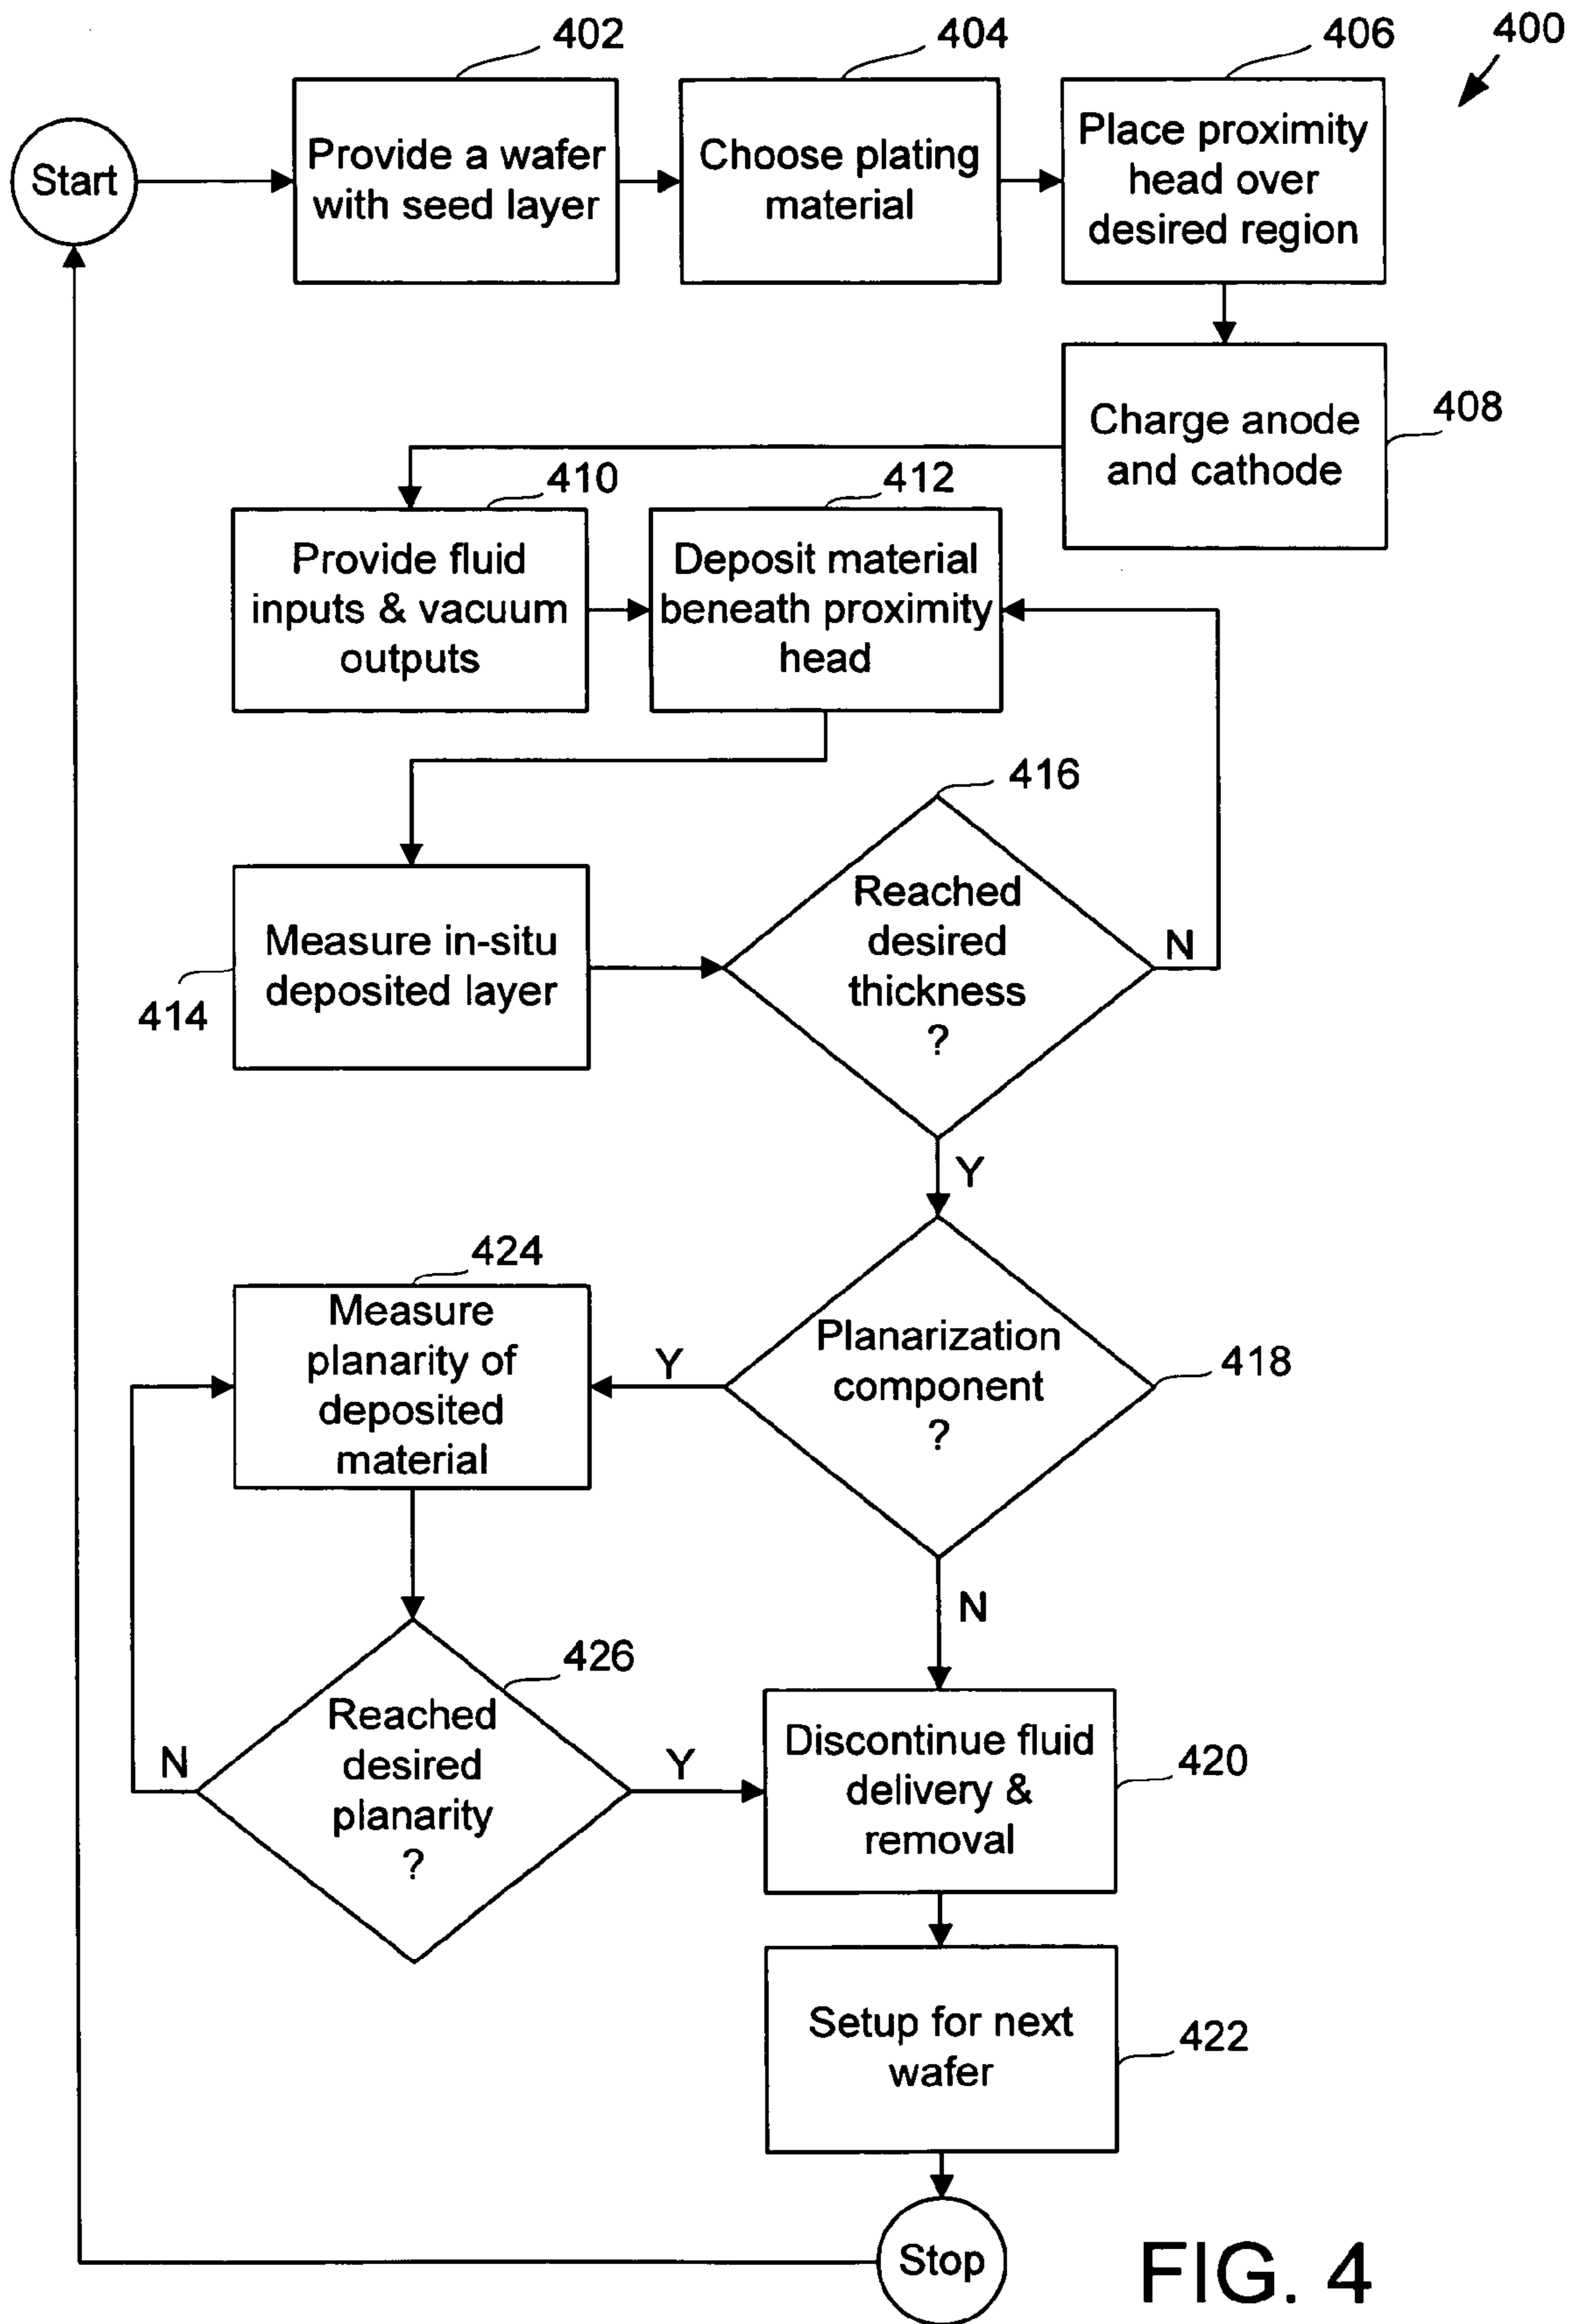 400
402
404
406
Start
Provide a wafer
with seed layer
Choose plating
material
Place proximity
head over
desired region
408
Charge anode
and cathode
410
412
Provide fluid
inputs & vacuum
outputs
Deposit material
beneath proximity
head
414
Measure in-situ
deposited layer
416
Reached
desired
thickness
?
N
Y
418
Planarization
component
?
Y
N
424
Measure
planarity of
deposited
material
426
Reached
desired
planarity
?
N
Y
420
Discontinue fluid
delivery &
removal
422
Setup for next
wafer
Stop
FIG. 4